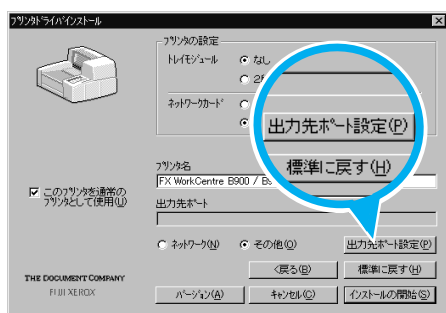 プリンタドライバインストール
プリンタの設定
トレイモジュール
なし
ネットワークカード
出力先ポート設定(P)
標準に戻す(H)
プリンタ名
FX WorkCentre B900 /
このプリンタを通常の
プリンタとして使用(U)
出力先ポート
ネットワーク(N) その他(O) 出力先ポート設定(P)
<戻る(B) 標準に戻す(H)
THE DOCUMENT COMPANY
FUJI XEROX
バージョン(A) キャンセル(C) インストールの開始(S)